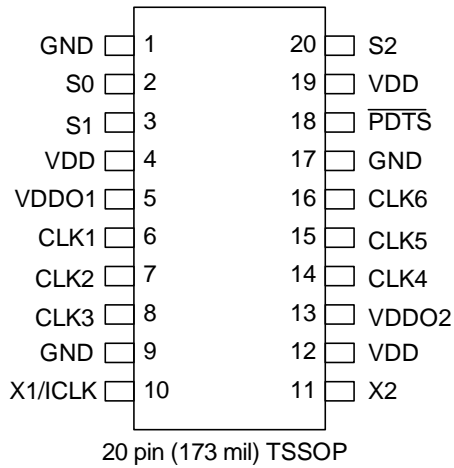 GND 1 20 S2
S0 2 19 VDD
S1 3 18 P̅D̅T̅S̅
VDD 4 17 GND
VDDO1 5 16 CLK6
CLK1 6 15 CLK5
CLK2 7 14 CLK4
CLK3 8 13 VDDO2
GND 9 12 VDD
X1/ICLK 10 11 X2
20 pin (173 mil) TSSOP